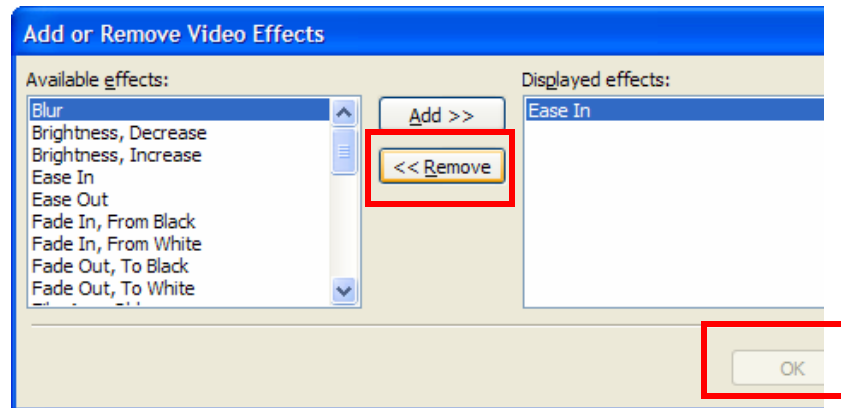 Add or Remove Video Effects
Available effects:
Blur
Brightness, Decrease
Brightness, Increase
Ease In
Ease Out
Fade In, From Black
Fade In, From White
Fade Out, To Black
Fade Out, To White
Add >>
<< Remove
Displayed effects:
Ease In
OK